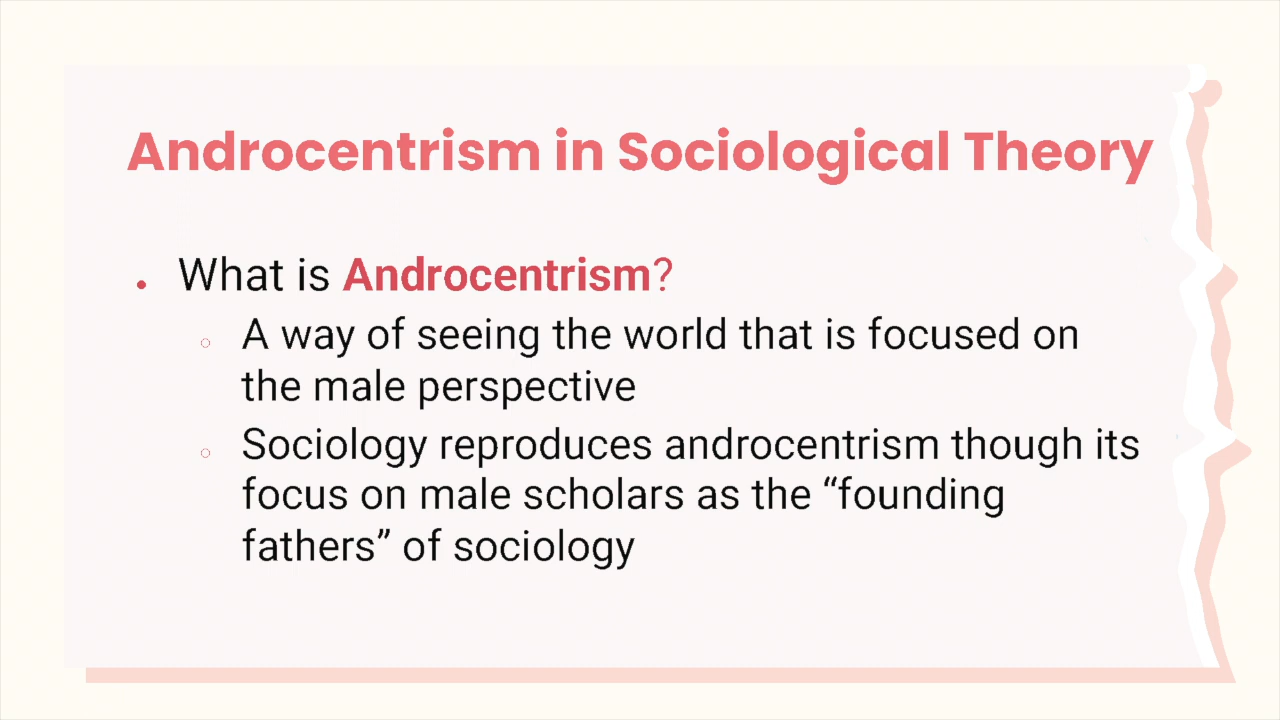 Androcentrism in Sociological Theory
• What is Androcentrism?
○ A way of seeing the world that is focused on
the male perspective
○ Sociology reproduces androcentrism though its
focus on male scholars as the “founding
fathers” of sociology